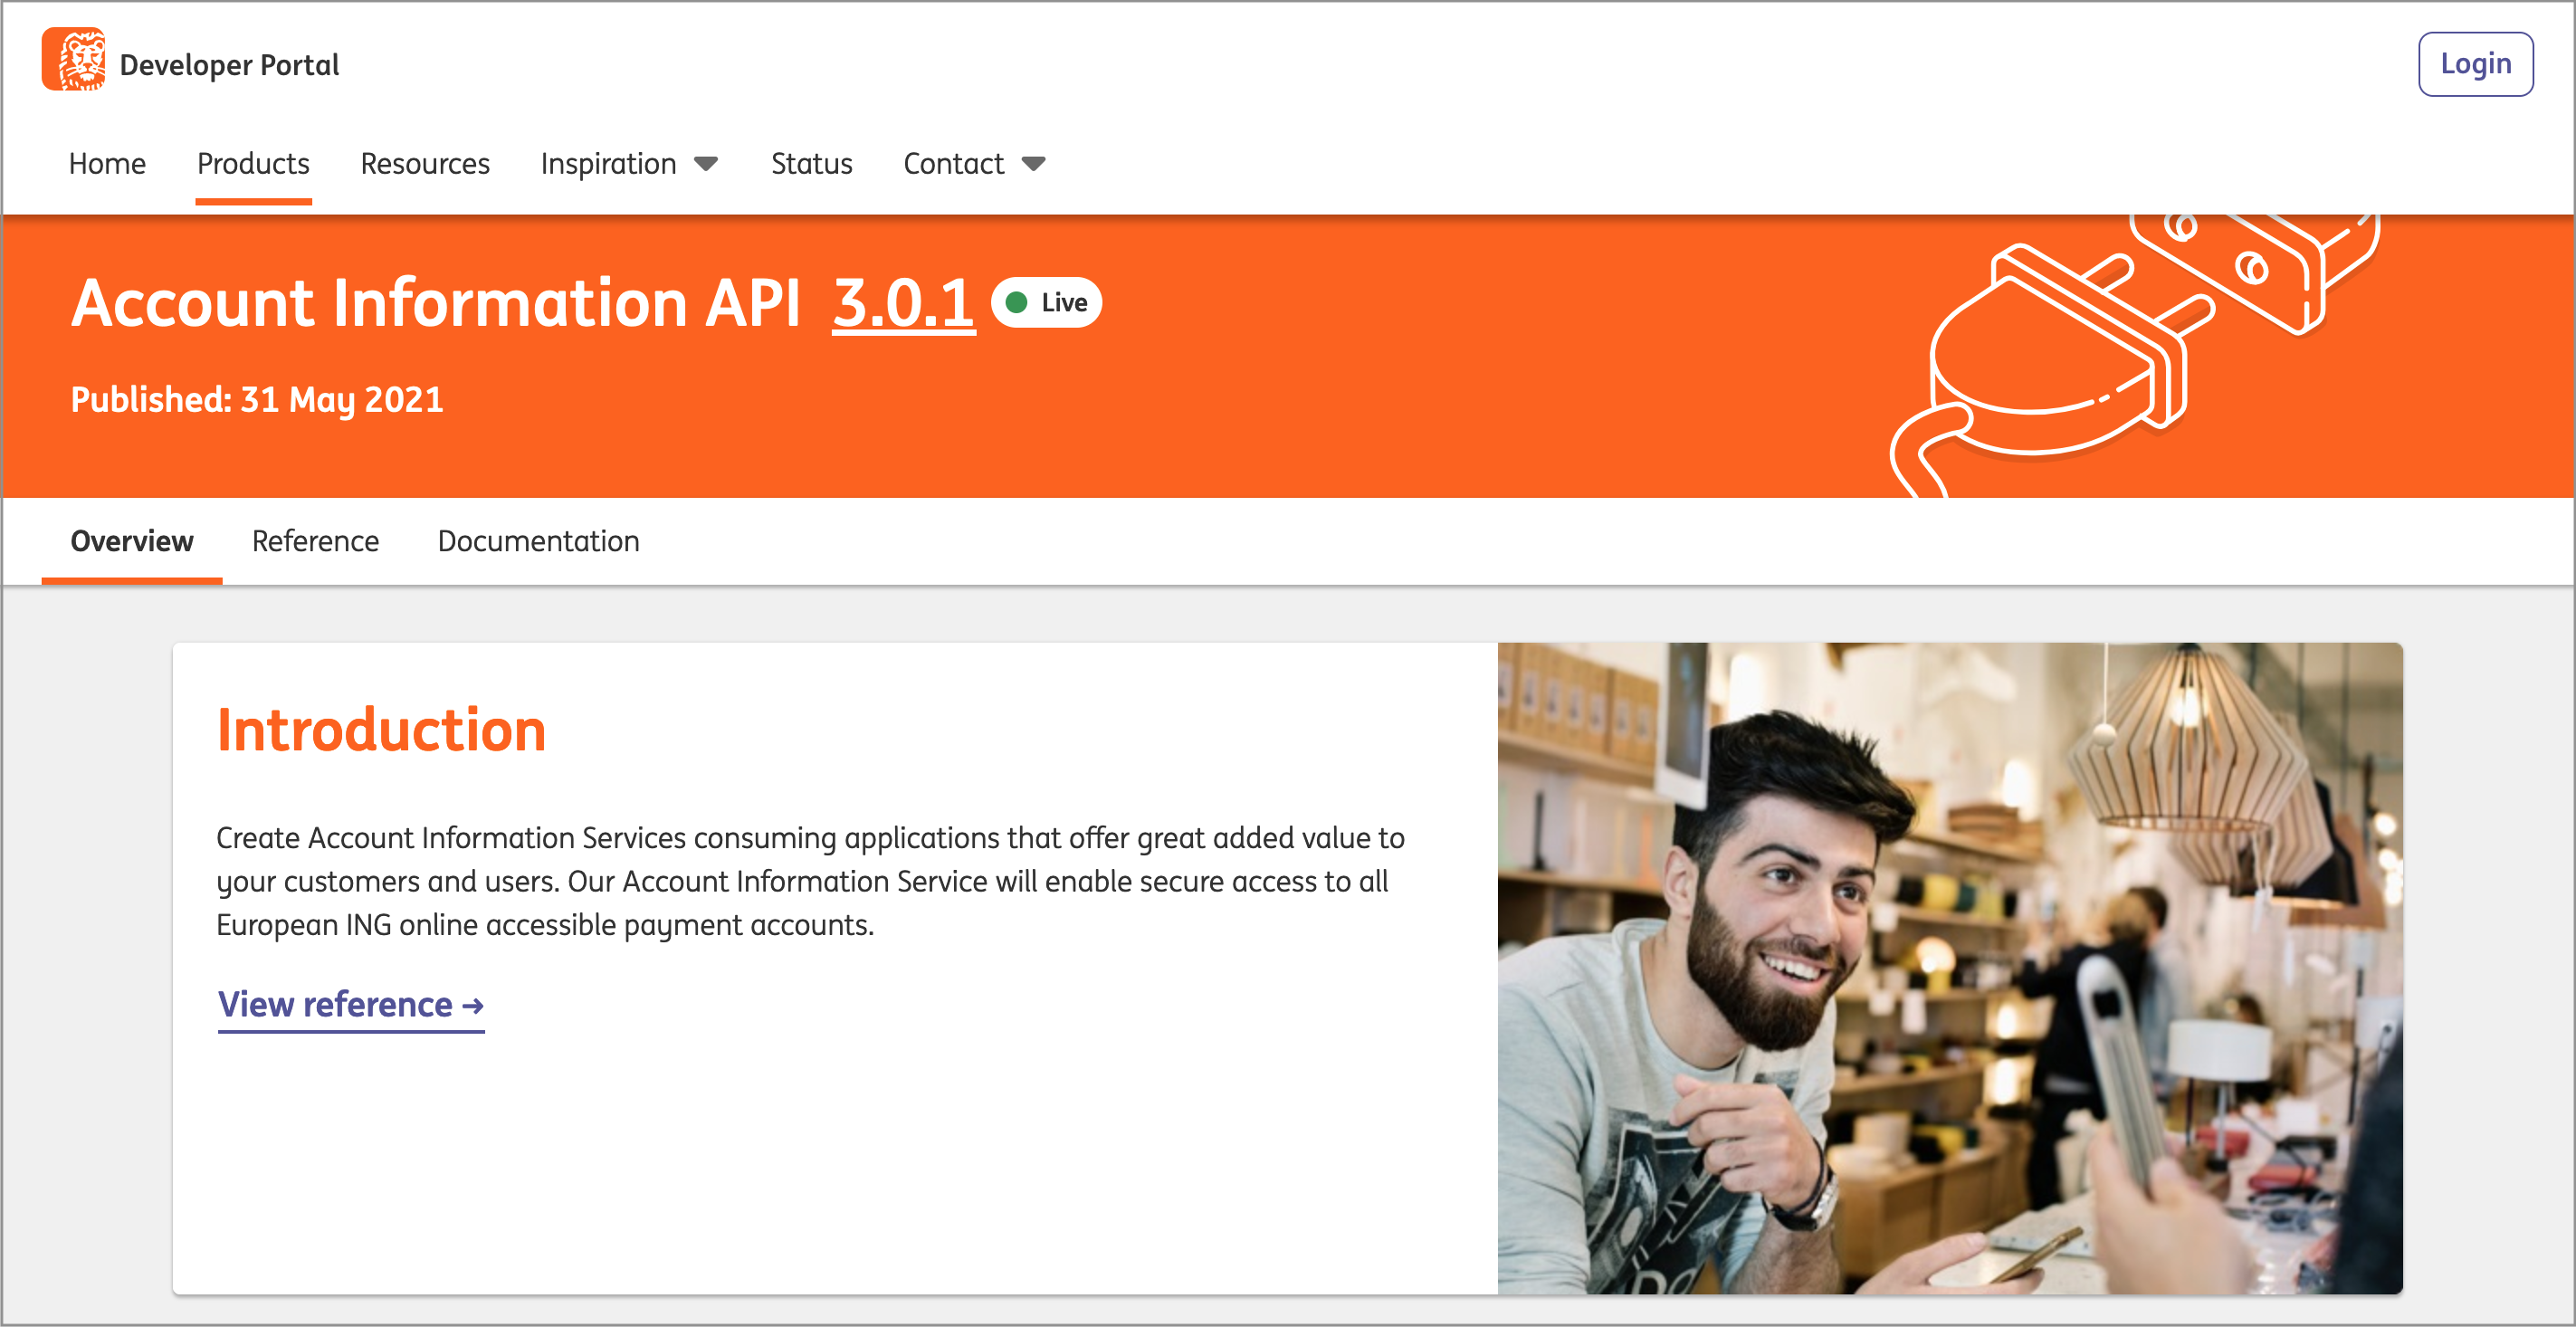 Developer Portal
Login
Home Products Resources Inspiration Status Contact
Account Information API 3.0.1 Live
Published: 31 May 2021
Overview Reference Documentation
Introduction
Create Account Information Services consuming applications that offer great added value to
your customers and users. Our Account Information Service will enable secure access to all
European ING online accessible payment accounts.
View reference →